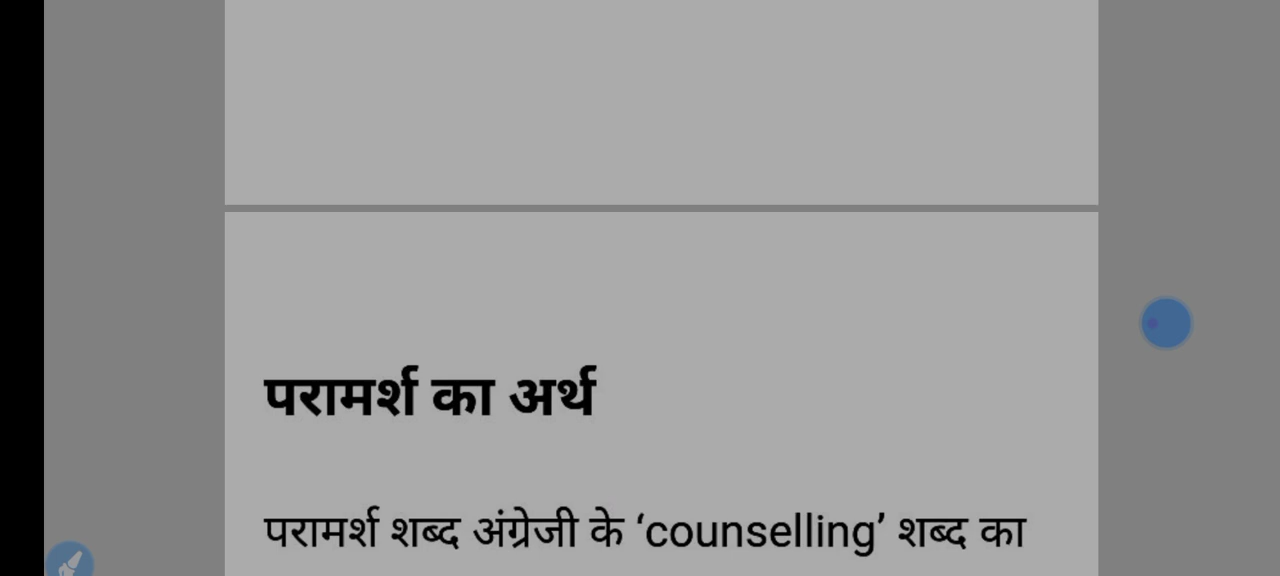 परामर्श का अर्थ
परामर्श शब्द अंग्रेजी के ‘counselling’ शब्द का